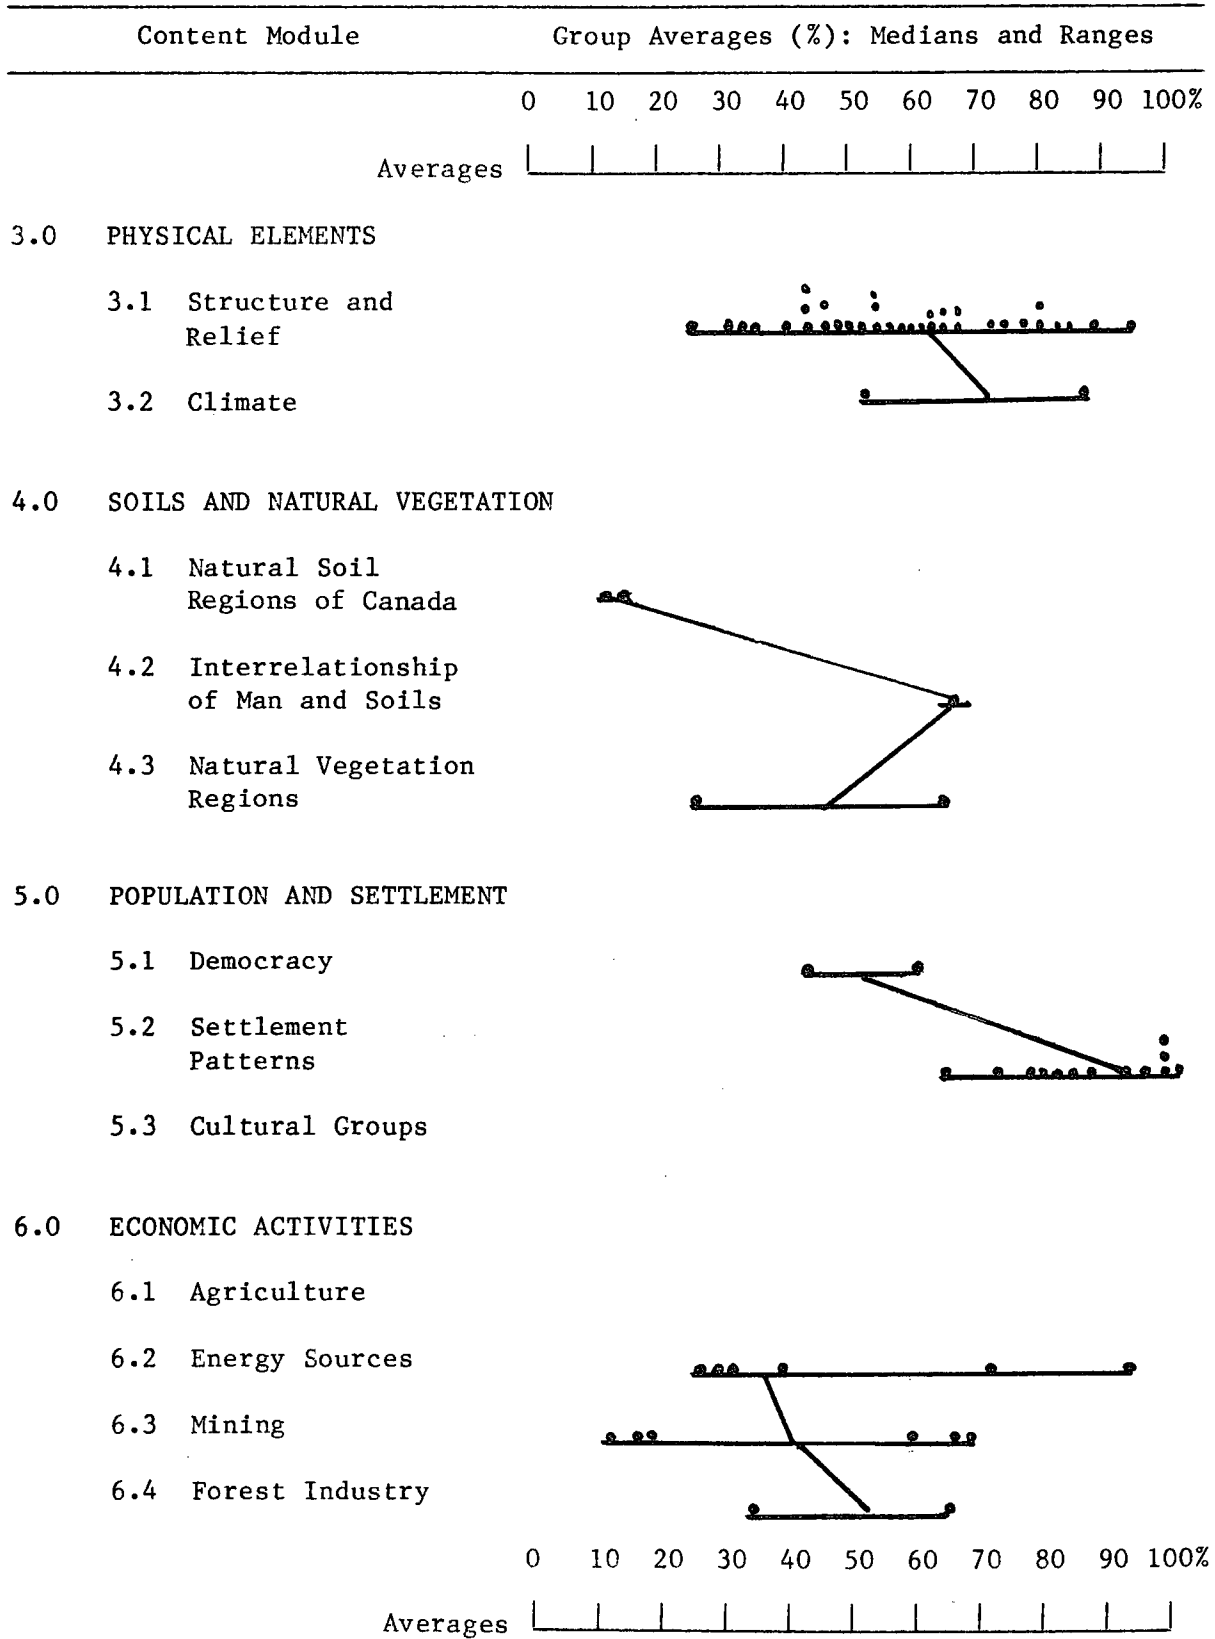 Content Module Group Averages (%): Medians and Ranges
0 10 20 30 40 50 60 70 80 90 100%
Averages
3.0 PHYSICAL ELEMENTS
3.1 Structure and
Relief
3.2 Climate
4.0 SOILS AND NATURAL VEGETATION
4.1 Natural Soil
Regions of Canada
4.2 Interrelationship
of Man and Soils
4.3 Natural Vegetation
Regions
5.0 POPULATION AND SETTLEMENT
5.1 Democracy
5.2 Settlement
Patterns
5.3 Cultural Groups
6.0 ECONOMIC ACTIVITIES
6.1 Agriculture
6.2 Energy Sources
6.3 Mining
6.4 Forest Industry
0 10 20 30 40 50 60 70 80 90 100%
Averages